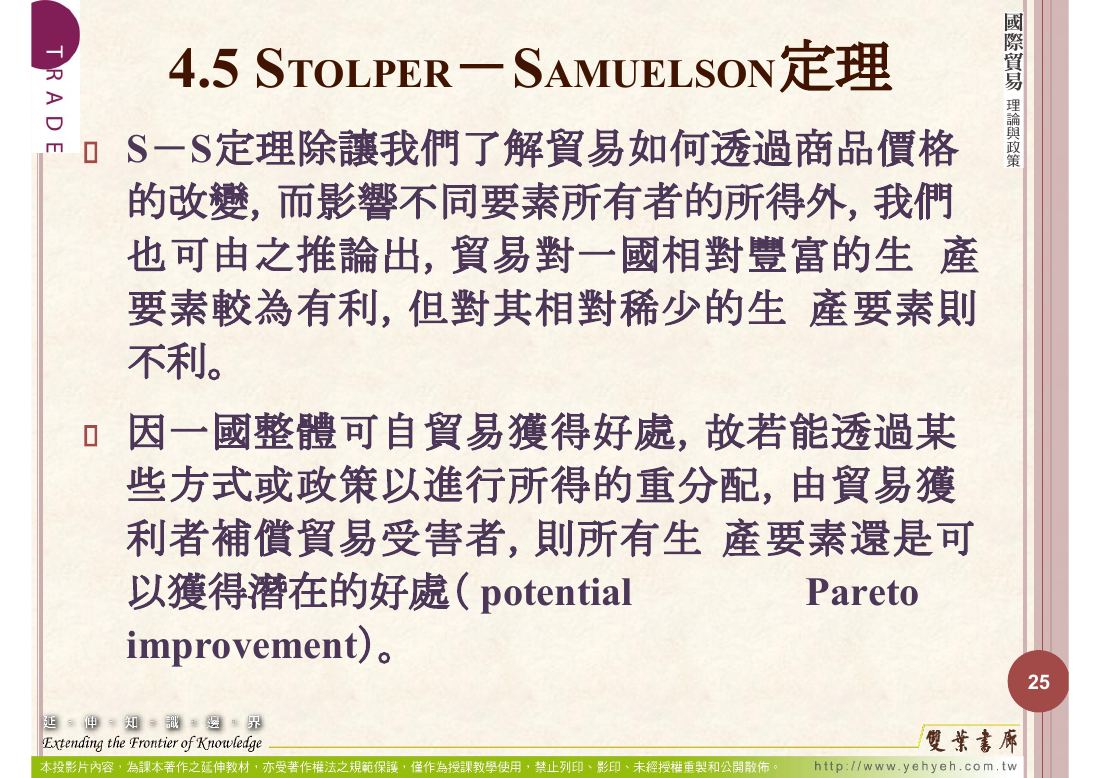 TRADE
4.5 STOLPER－SAMUELSON定理
國際貿易 理論與政策
S－S定理除讓我們了解貿易如何透過商品價格
的改變, 而影響不同要素所有者的所得外, 我們
也可由之推論出, 貿易對一國相對豐富的生 產
要素較為有利, 但對其相對稀少的生 產要素則
不利。
因一國整體可自貿易獲得好處, 故若能透過某
些方式或政策以進行所得的重分配, 由貿易獲
利者補償貿易受害者, 則所有生 產要素還是可
以獲得潛在的好處( potential Pareto
improvement)。
25
延・伸・知・識・邊・界
Extending the Frontier of Knowledge
雙葉書廊
本投影片內容，為課本著作之延伸教材，亦受著作權法之規範保護，僅作為授課教學使用，禁止列印、影印、未經授權重製和公開散佈。
http://www.yehyeh.com.tw